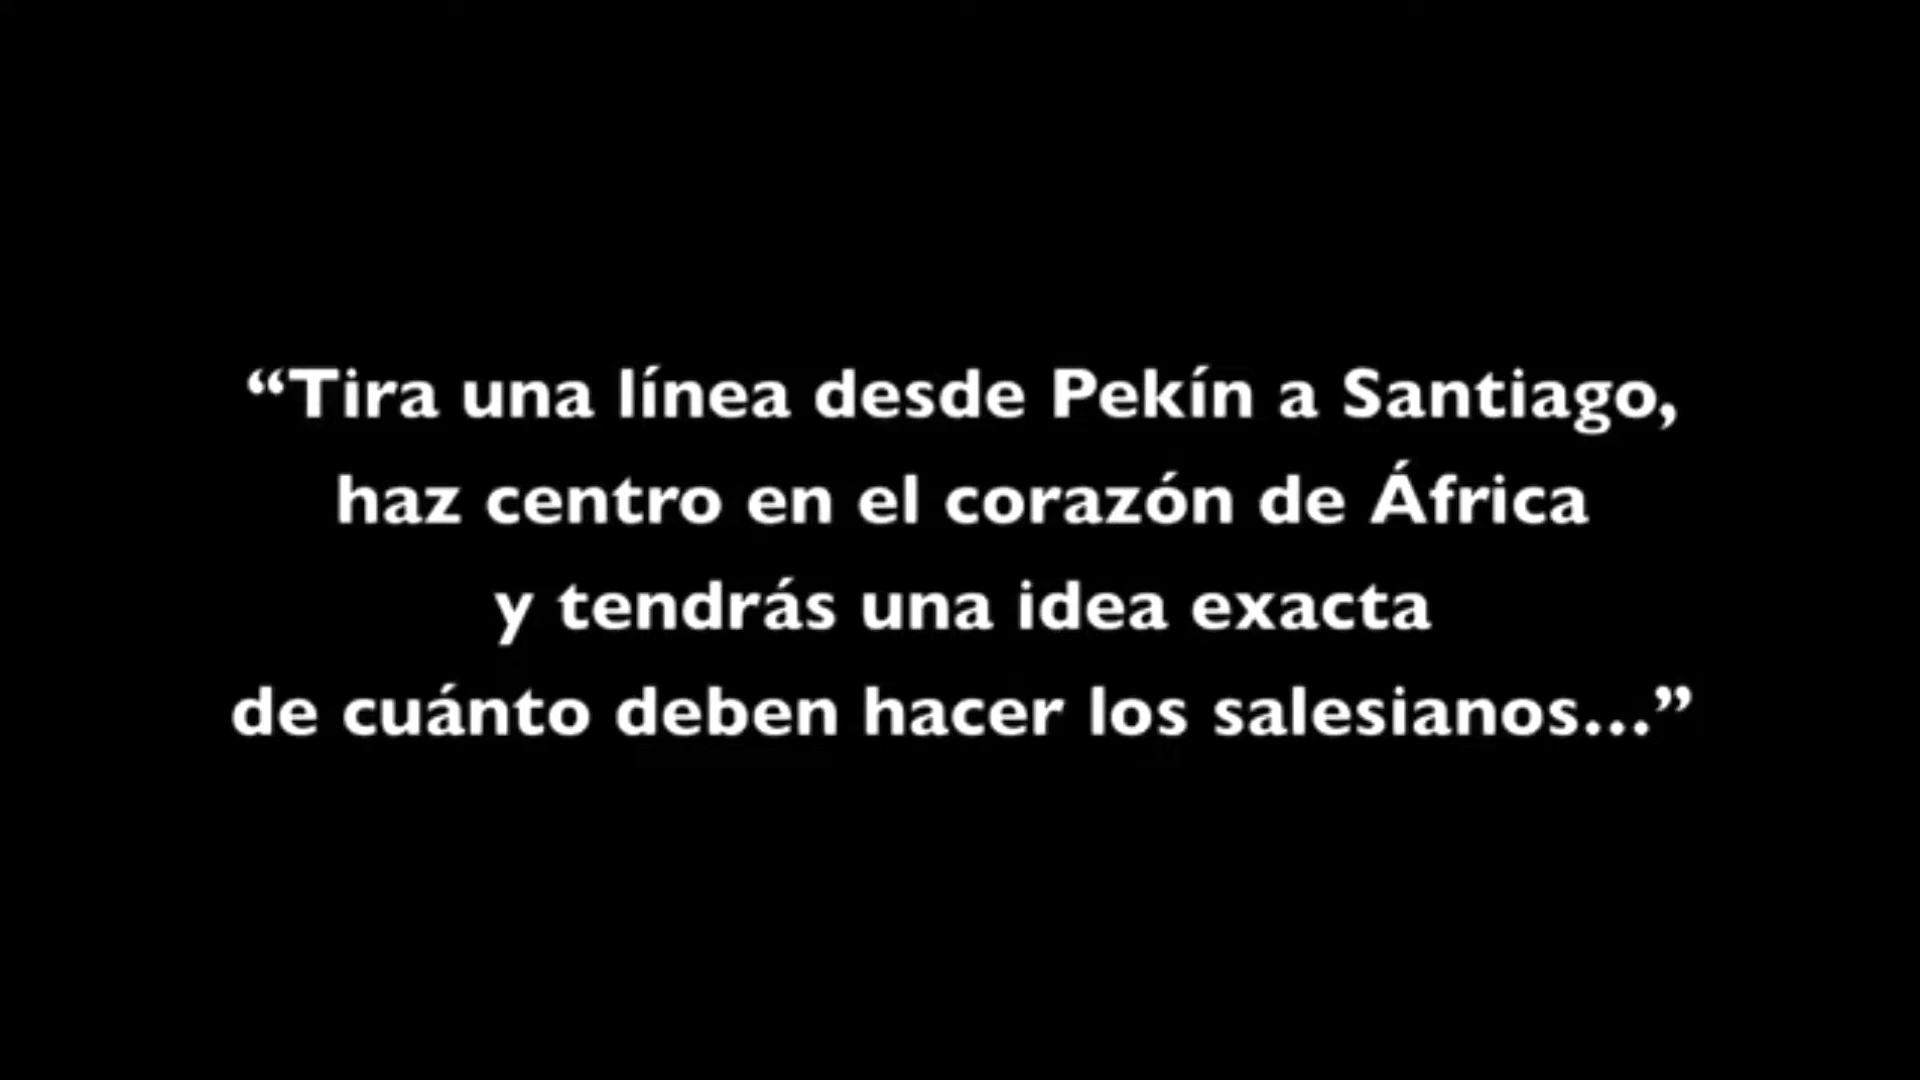 “Tira una línea desde Pekín a Santiago,
haz centro en el corazón de África
y tendrás una idea exacta
de cuánto deben hacer los salesianos...”